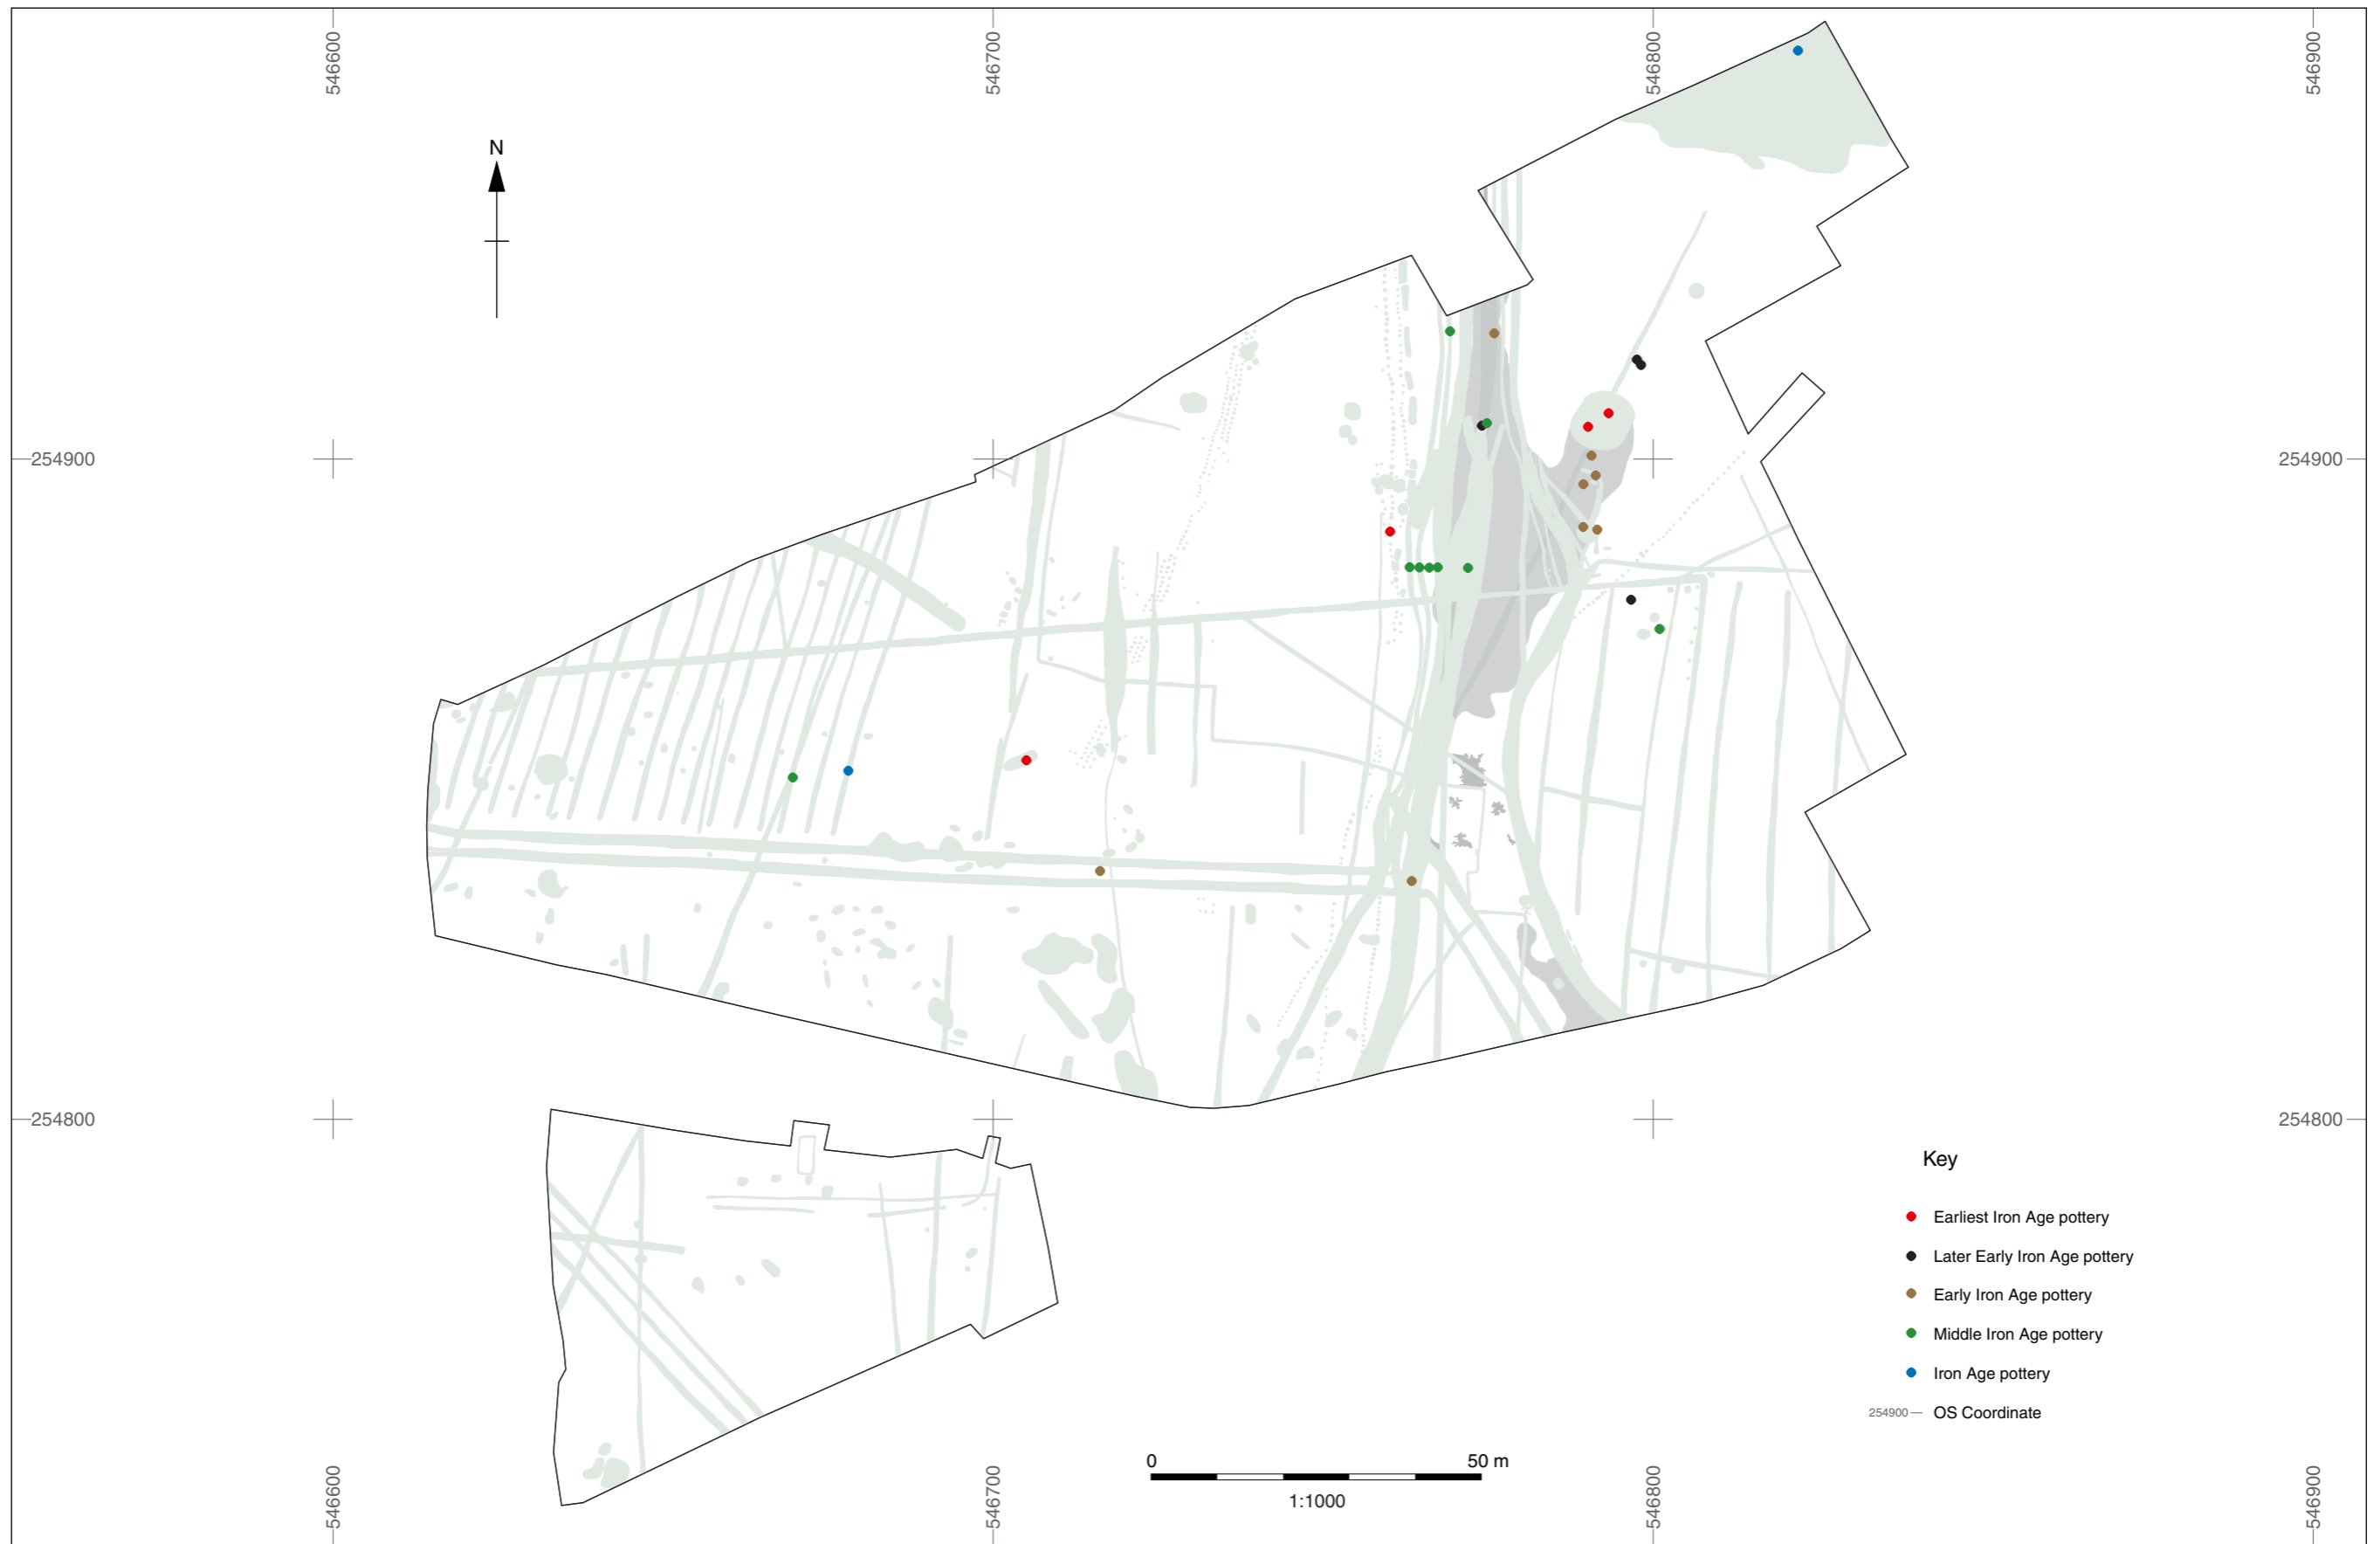 546600
546700
546800
546900
N
254900
254900
254800
254800
Key
Earliest Iron Age pottery
Later Early Iron Age pottery
Early Iron Age pottery
Middle Iron Age pottery
Iron Age pottery
254900 OS Coordinate
0 50 m
1:1000
546600
546700
546800
546900